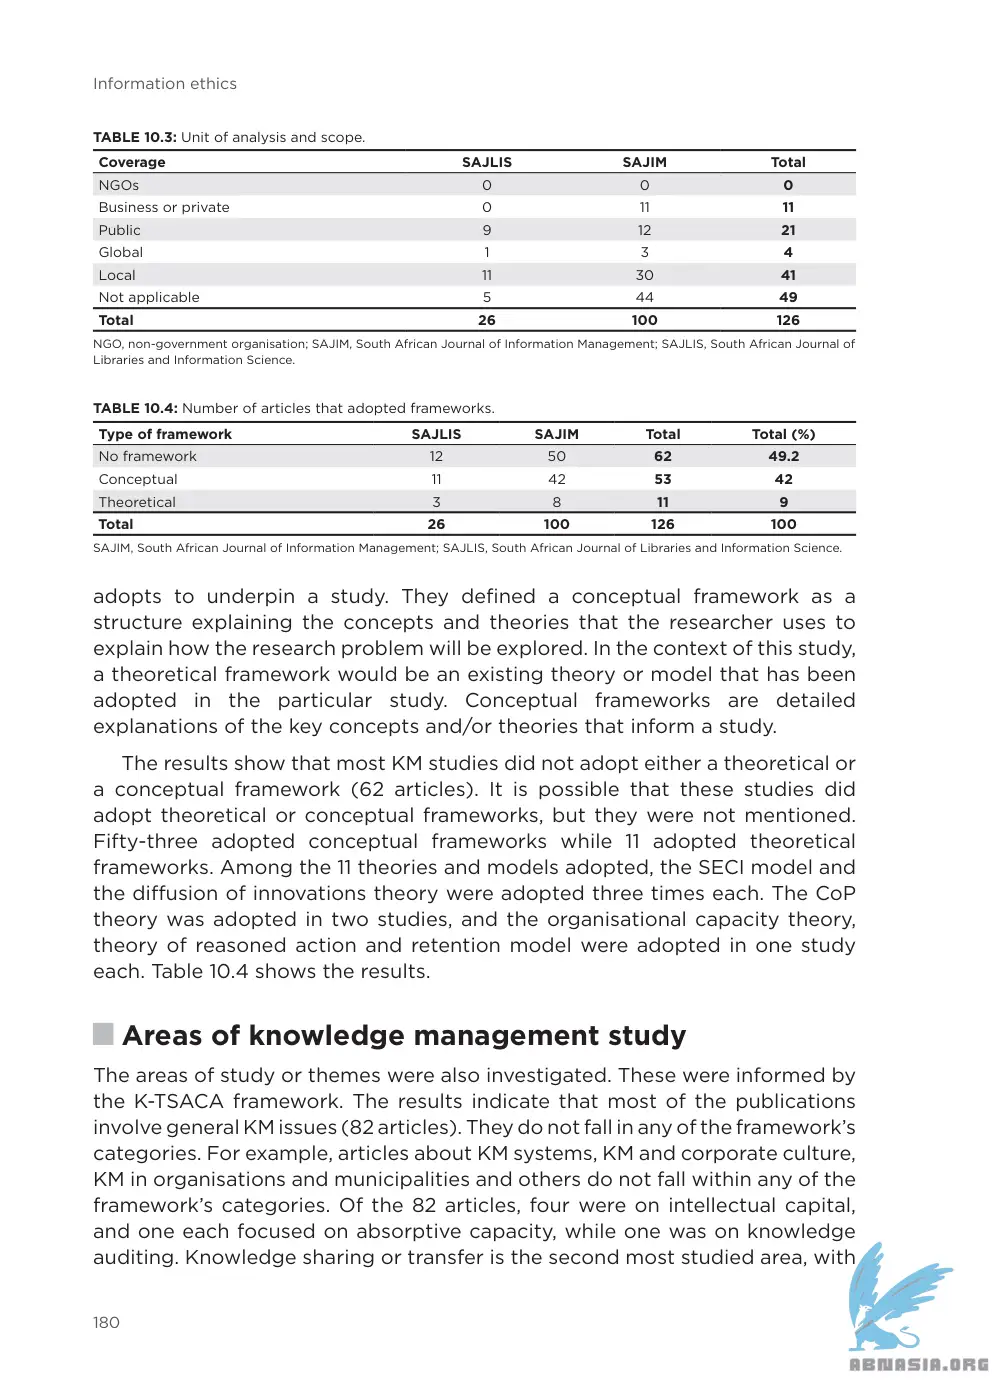 Information ethics
TABLE 10.3: Unit of analysis and scope.
Coverage SAJLIS SAJIM Total
NGOs 0 0 0
Business or private 0 11 11
Public 9 12 21
Global 1 3 4
Local 11 30 41
Not applicable 5 44 49
Total 26 100 126
NGO, non-government organisation; SAJIM, South African Journal of Information Management; SAJLIS, South African Journal of
Libraries and Information Science.
TABLE 10.4: Number of articles that adopted frameworks.
Type of framework SAJLIS SAJIM Total Total (%)
No framework 12 50 62 49.2
Conceptual 11 42 53 42
Theoretical 3 8 11 9
Total 26 100 126 100
SAJIM, South African Journal of Information Management; SAJLIS, South African Journal of Libraries and Information Science.
adopts to underpin a study. They defined a conceptual framework as a
structure explaining the concepts and theories that the researcher uses to
explain how the research problem will be explored. In the context of this study,
a theoretical framework would be an existing theory or model that has been
adopted in the particular study. Conceptual frameworks are detailed
explanations of the key concepts and/or theories that inform a study.
The results show that most KM studies did not adopt either a theoretical or
a conceptual framework (62 articles). It is possible that these studies did
adopt theoretical or conceptual frameworks, but they were not mentioned.
Fifty-three adopted conceptual frameworks while 11 adopted theoretical
frameworks. Among the 11 theories and models adopted, the SECI model and
the diffusion of innovations theory were adopted three times each. The CoP
theory was adopted in two studies, and the organisational capacity theory,
theory of reasoned action and retention model were adopted in one study
each. Table 10.4 shows the results.
Areas of knowledge management study
The areas of study or themes were also investigated. These were informed by
the K-TSACA framework. The results indicate that most of the publications
involve general KM issues (82 articles). They do not fall in any of the framework's
categories. For example, articles about KM systems, KM and corporate culture,
KM in organisations and municipalities and others do not fall within any of the
framework's categories. Of the 82 articles, four were on intellectual capital,
and one each focused on absorptive capacity, while one was on knowledge
auditing. Knowledge sharing or transfer is the second most studied area, with
180
ABNASIA.ORG